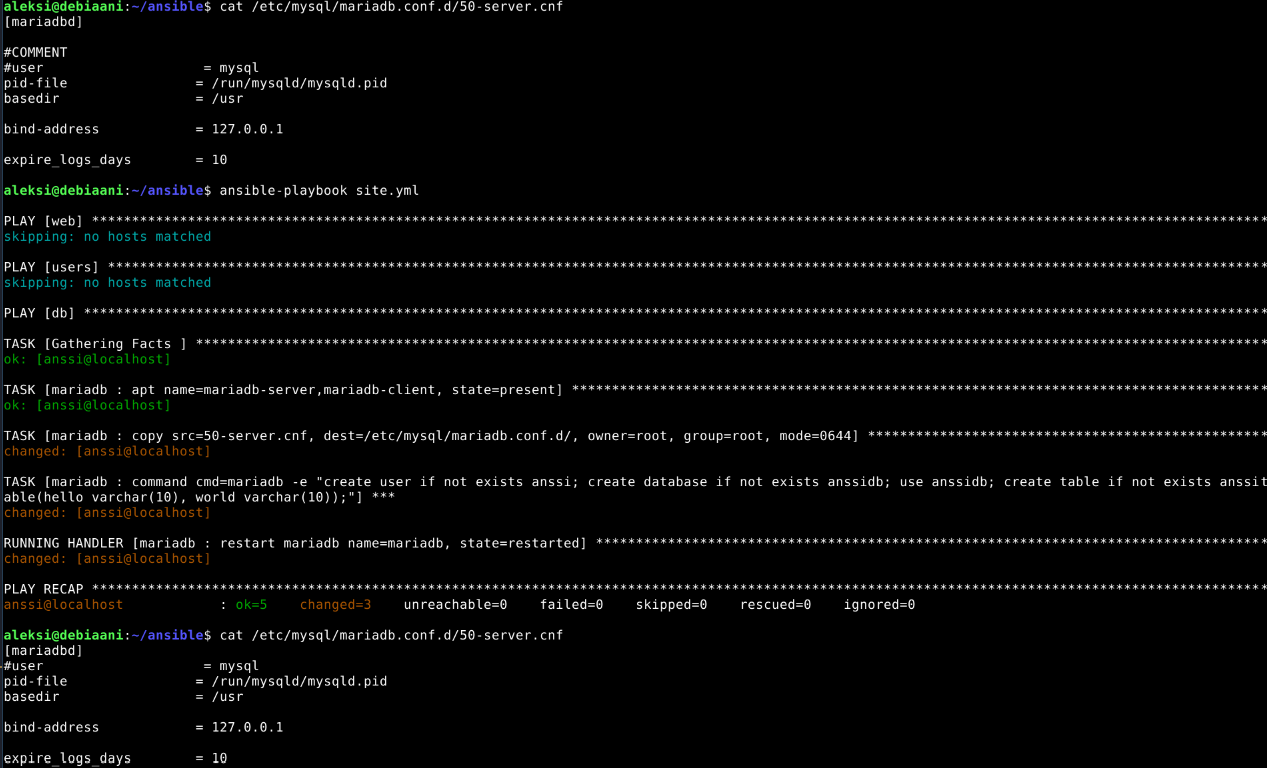 aleksi@debiaani:~/ansible$ cat /etc/mysql/mariadb.conf.d/50-server.cnf
[mariadbd]
#COMMENT
#user                    = mysql
pid-file                = /run/mysqld/mysqld.pid
basedir                 = /usr
bind-address            = 127.0.0.1
expire_logs_days        = 10
aleksi@debiaani:~/ansible$ ansible-playbook site.yml
PLAY [web] ***************************************************************************************************************************************************
skipping: no hosts matched
PLAY [users] *************************************************************************************************************************************************
skipping: no hosts matched
PLAY [db] ****************************************************************************************************************************************************
TASK [Gathering Facts ] **************************************************************************************************************************************
ok: [anssi@localhost]
TASK [mariadb : apt name=mariadb-server,mariadb-client, state=present] ***************************************************************************************
ok: [anssi@localhost]
TASK [mariadb : copy src=50-server.cnf, dest=/etc/mysql/mariadb.conf.d/, owner=root, group=root, mode=0644] **************************************************
changed: [anssi@localhost]
TASK [mariadb : command cmd=mariadb -e "create user if not exists anssi; create database if not exists anssidb; use anssidb; create table if not exists anssit
able(hello varchar(10), world varchar(10));"] ***
changed: [anssi@localhost]
RUNNING HANDLER [mariadb : restart mariadb name=mariadb, state=restarted] ************************************************************************************
changed: [anssi@localhost]
PLAY RECAP ***************************************************************************************************************************************************
anssi@localhost            : ok=5    changed=3    unreachable=0    failed=0    skipped=0    rescued=0    ignored=0
aleksi@debiaani:~/ansible$ cat /etc/mysql/mariadb.conf.d/50-server.cnf
[mariadbd]
#user                    = mysql
pid-file                = /run/mysqld/mysqld.pid
basedir                 = /usr
bind-address            = 127.0.0.1
expire_logs_days        = 10